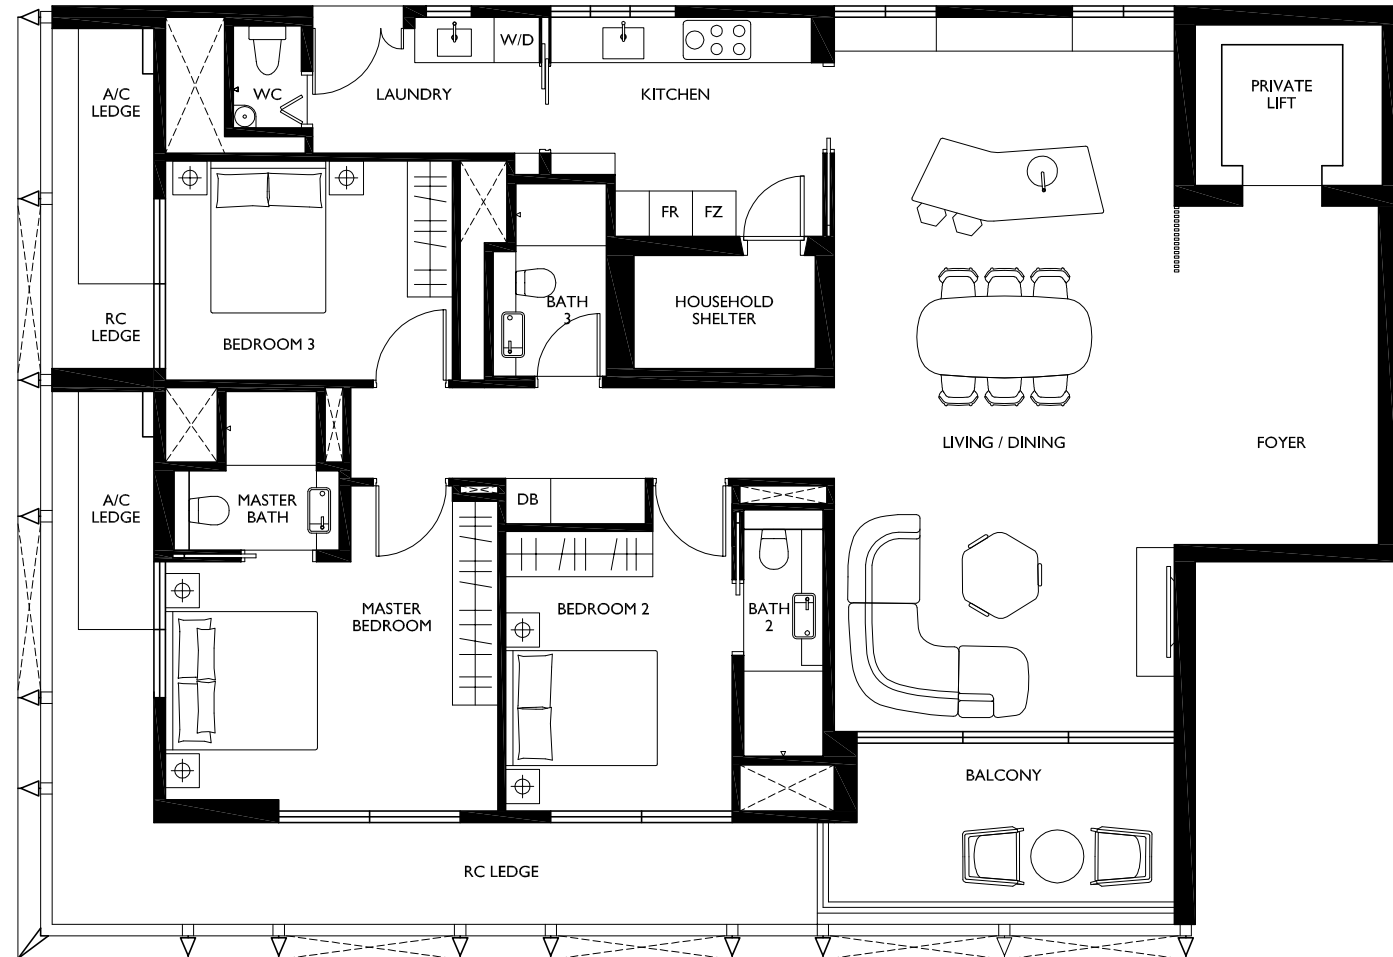 W/D
A/C
LEDGE
WC
LAUNDRY
KITCHEN
PRIVATE
LIFT
FR
FZ
RC
LEDGE
BEDROOM 3
BATH
3
HOUSEHOLD
SHELTER
LIVING / DINING
FOYER
A/C
LEDGE
MASTER
BATH
DB
MASTER
BEDROOM
BEDROOM 2
BATH
2
BALCONY
RC LEDGE